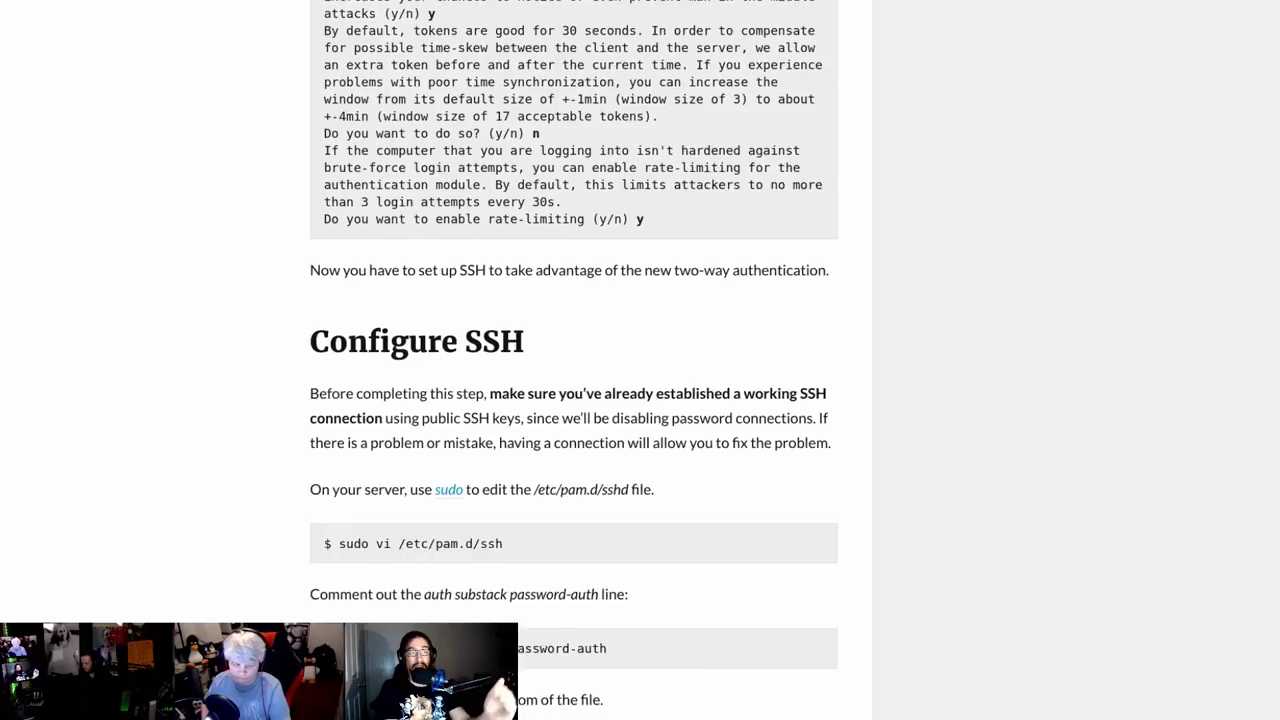 attacks (y/n) y
By default, tokens are good for 30 seconds. In order to compensate
for possible time-skew between the client and the server, we allow
an extra token before and after the current time. If you experience
problems with poor time synchronization, you can increase the
window from its default size of +-1min (window size of 3) to about
+-4min (window size of 17 acceptable tokens).
Do you want to do so? (y/n) n
If the computer that you are logging into isn't hardened against
brute-force login attempts, you can enable rate-limiting for the
authentication module. By default, this limits attackers to no more
than 3 login attempts every 30s.
Do you want to enable rate-limiting (y/n) y
Now you have to set up SSH to take advantage of the new two-way authentication.
Configure SSH
Before completing this step, make sure you’ve already established a working SSH
connection using public SSH keys, since we’ll be disabling password connections. If
there is a problem or mistake, having a connection will allow you to fix the problem.
On your server, use sudo to edit the /etc/pam.d/sshd file.
$ sudo vi /etc/pam.d/ssh
Comment out the auth substack password-auth line:
assword-auth
om of the file.